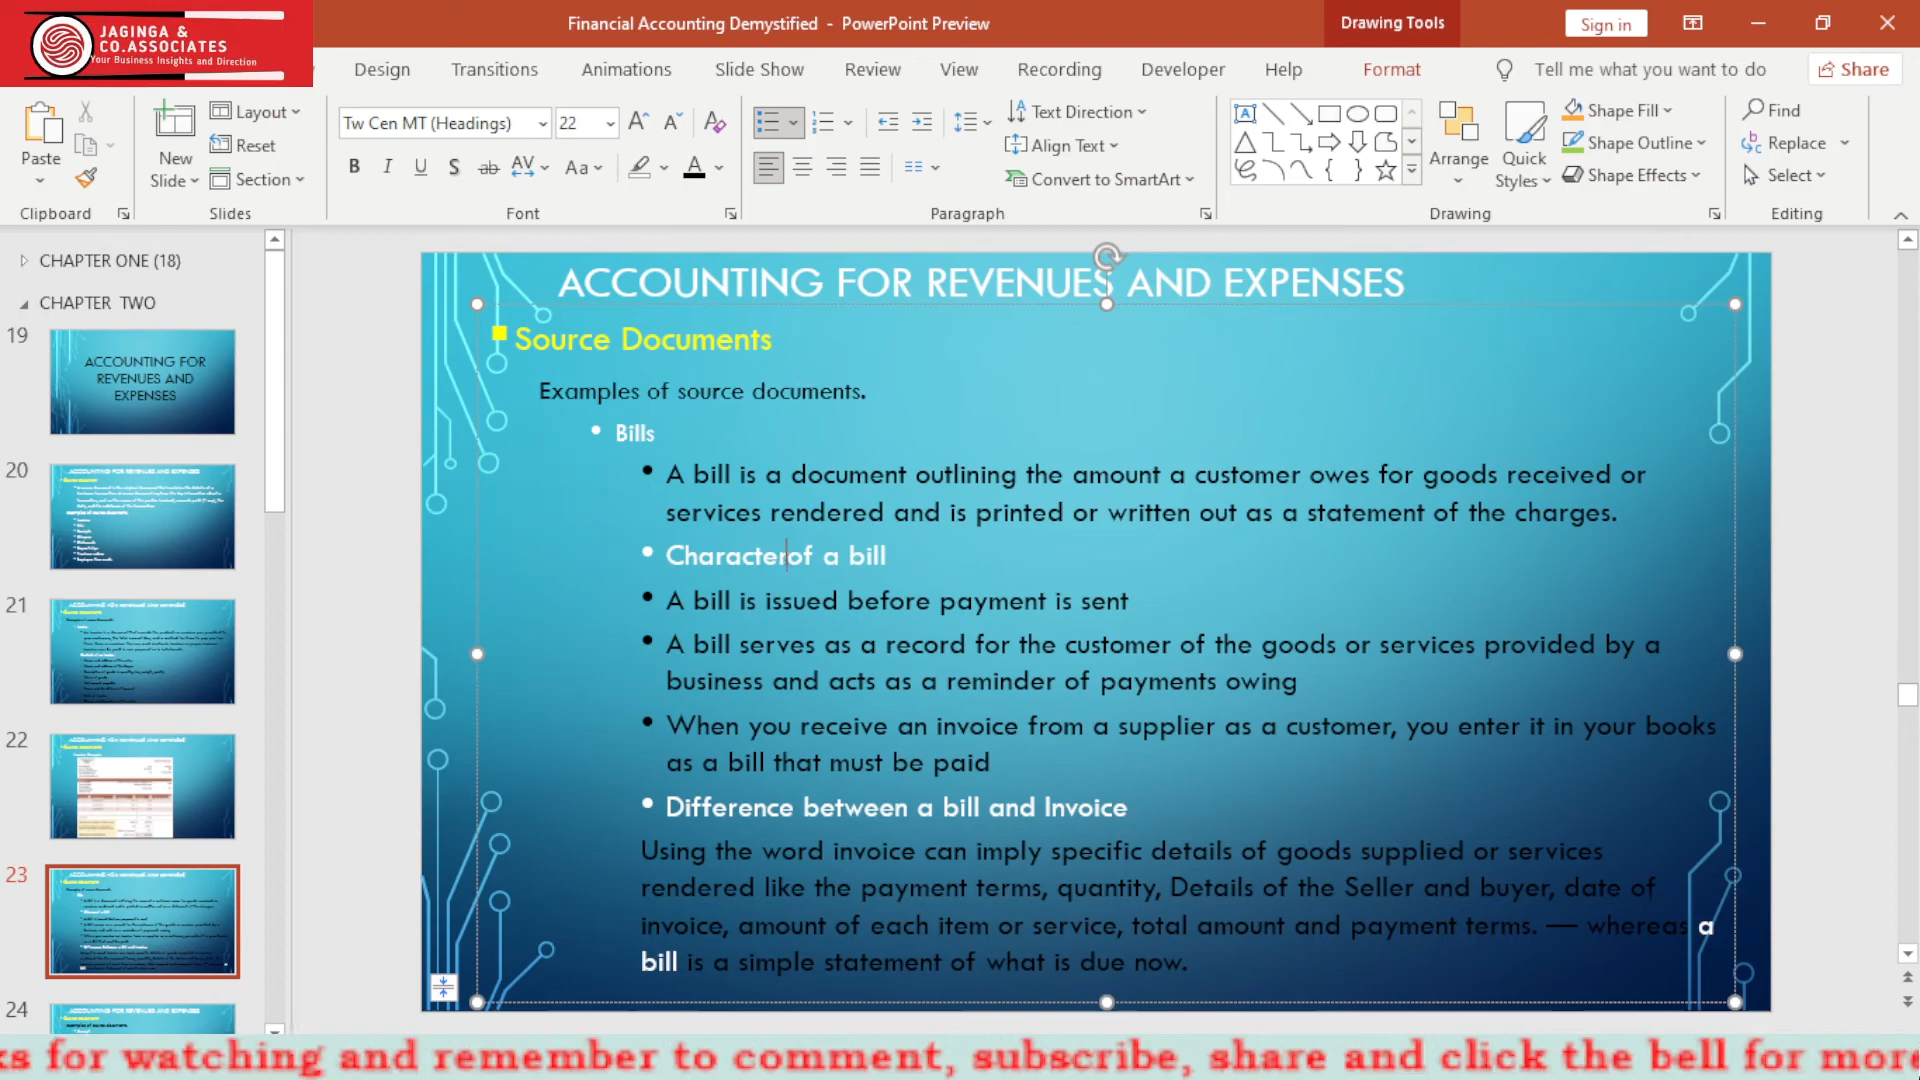 JAGINGA &
CO.ASSOCIATES
Your Business Insights and Direction
Financial Accounting Demystified - PowerPoint Preview
Drawing Tools
Sign in
Design Transitions Animations Slide Show Review View Recording Developer Help Format
Tell me what you want to do
Share
Paste
Clipboard
New
Slide
Layout
Reset
Section
Slides
Tw Cen MT (Headings) 22
Font
Text Direction
Align Text
Convert to SmartArt
Paragraph
Arrange
Quick
Styles
Shape Fill
Shape Outline
Shape Effects
Drawing
Find
Replace
Select
Editing
CHAPTER ONE (18)
CHAPTER TWO
19
ACCOUNTING FOR
REVENUES AND
EXPENSES
20
21
22
23
24
ACCOUNTING FOR REVENUES AND EXPENSES
Source Documents
Examples of source documents.
Bills
A bill is a document outlining the amount a customer owes for goods received or
services rendered and is printed or written out as a statement of the charges.
Characterof a bill
A bill is issued before payment is sent
A bill serves as a record for the customer of the goods or services provided by a
business and acts as a reminder of payments owing
When you receive an invoice from a supplier as a customer, you enter it in your books
as a bill that must be paid
Difference between a bill and Invoice
Using the word invoice can imply specific details of goods supplied or services
rendered like the payment terms, quantity, Details of the Seller and buyer, date of
invoice, amount of each item or service, total amount and payment terms. — whereas a
bill is a simple statement of what is due now.
ks for watching and remember to comment, subscribe, share and click the bell for more